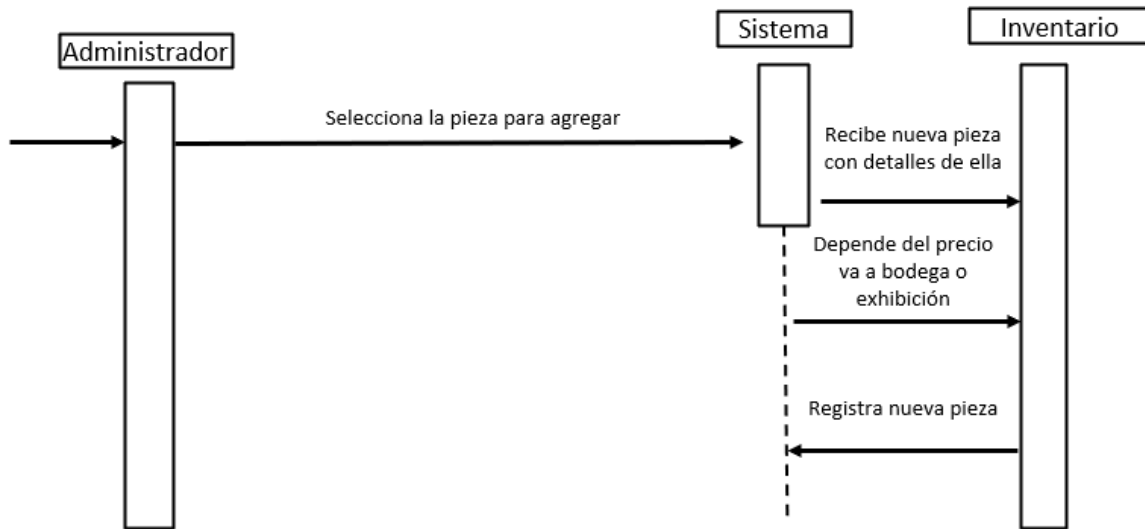 Administrador
Sistema
Inventario
Selecciona la pieza para agregar
Recibe nueva pieza
con detalles de ella
Depende del precio
va a bodega o
exhibición
Registra nueva pieza